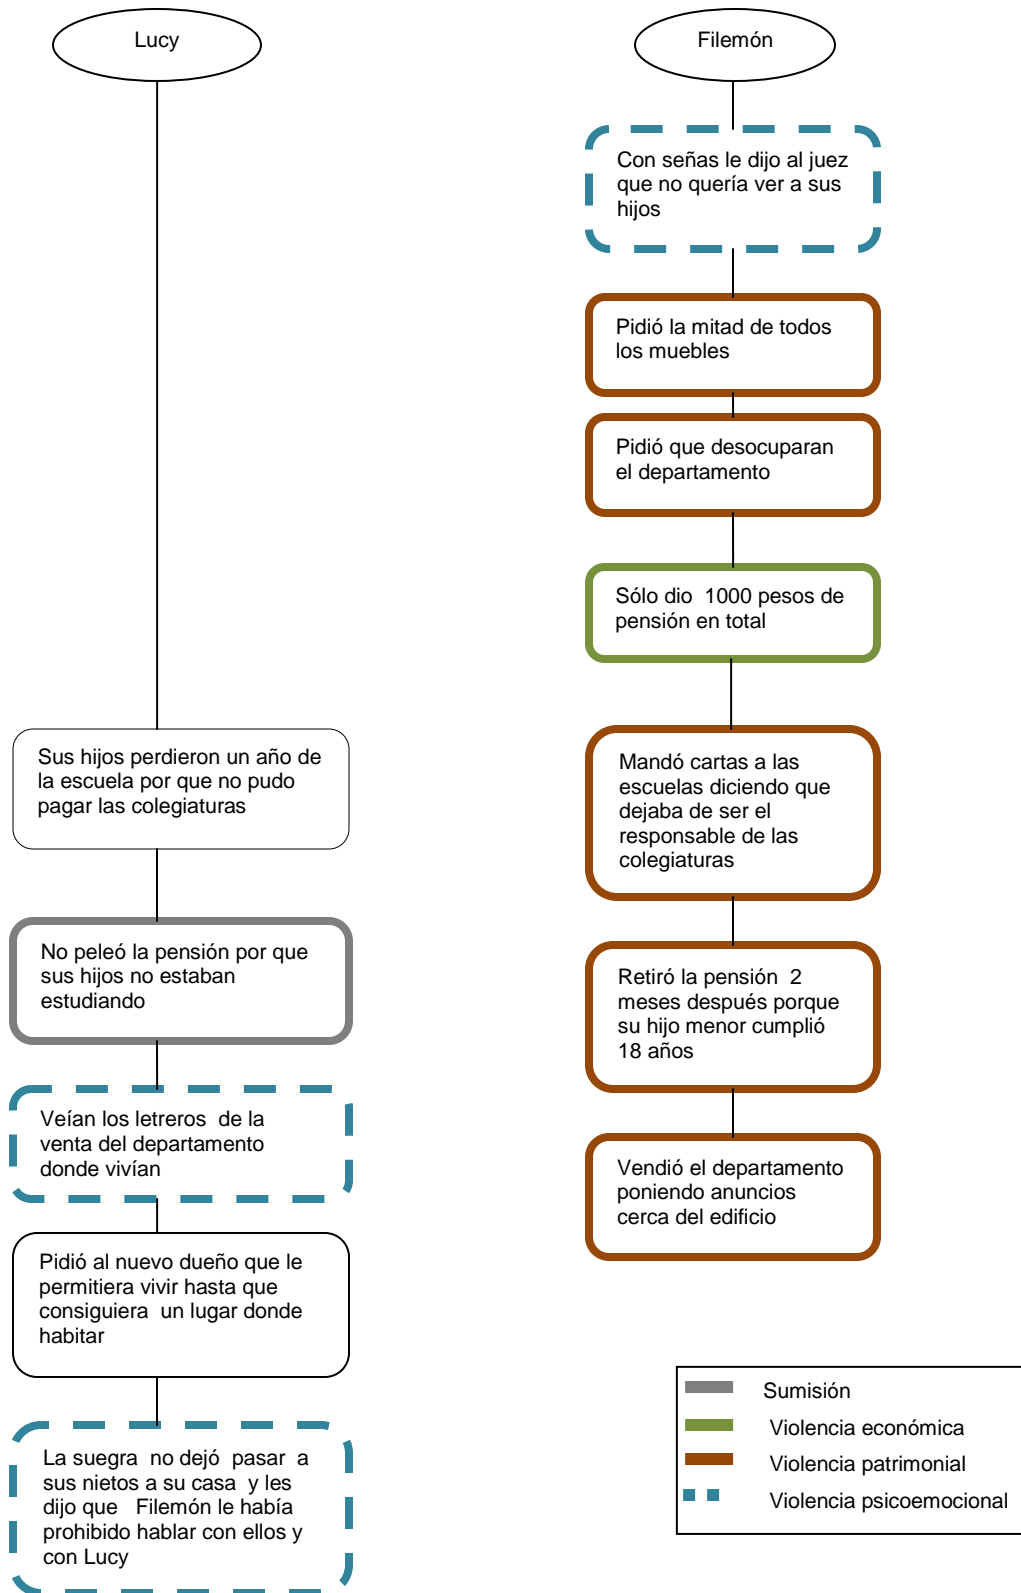 Lucy
Sus hijos perdieron un año de
la escuela por que no pudo
pagar las colegiaturas
No peleó la pensión por que
sus hijos no estaban
estudiando
Veían los letreros de la
venta del departamento
donde vivían
Pidió al nuevo dueño que le
permitiera vivir hasta que
consiguiera un lugar donde
habitar
La suegra no dejó pasar a
sus nietos a su casa y les
dijo que Filemón le había
prohibido hablar con ellos y
con Lucy
Filemón
Con señas le dijo al juez
que no quería ver a sus
hijos
Pidió la mitad de todos
los muebles
Pidió que desocuparan
el departamento
Sólo dio 1000 pesos de
pensión en total
Mandó cartas a las
escuelas diciendo que
dejaba de ser el
responsable de las
colegiaturas
Retiró la pensión 2
meses después porque
su hijo menor cumplió
18 años
Vendió el departamento
poniendo anuncios
cerca del edificio
Sumisión
Violencia económica
Violencia patrimonial
Violencia psicoemocional